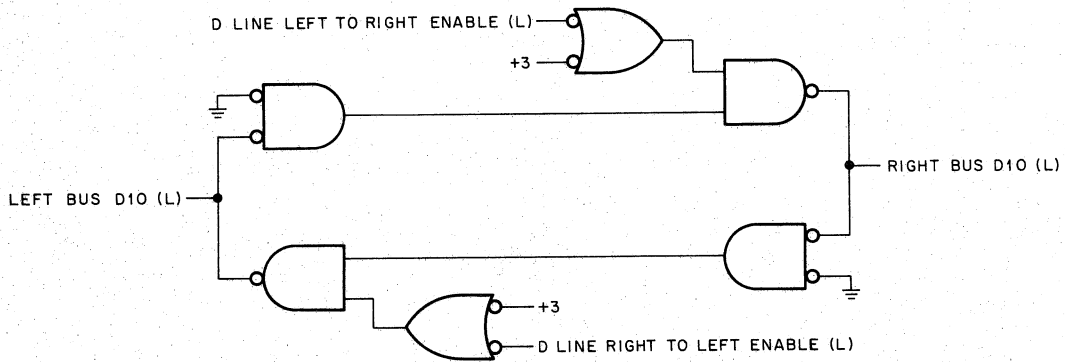 D LINE LEFT TO RIGHT ENABLE (L)
+3
RIGHT BUS D10 (L)
LEFT BUS D10 (L)
+3
D LINE RIGHT TO LEFT ENABLE (L)